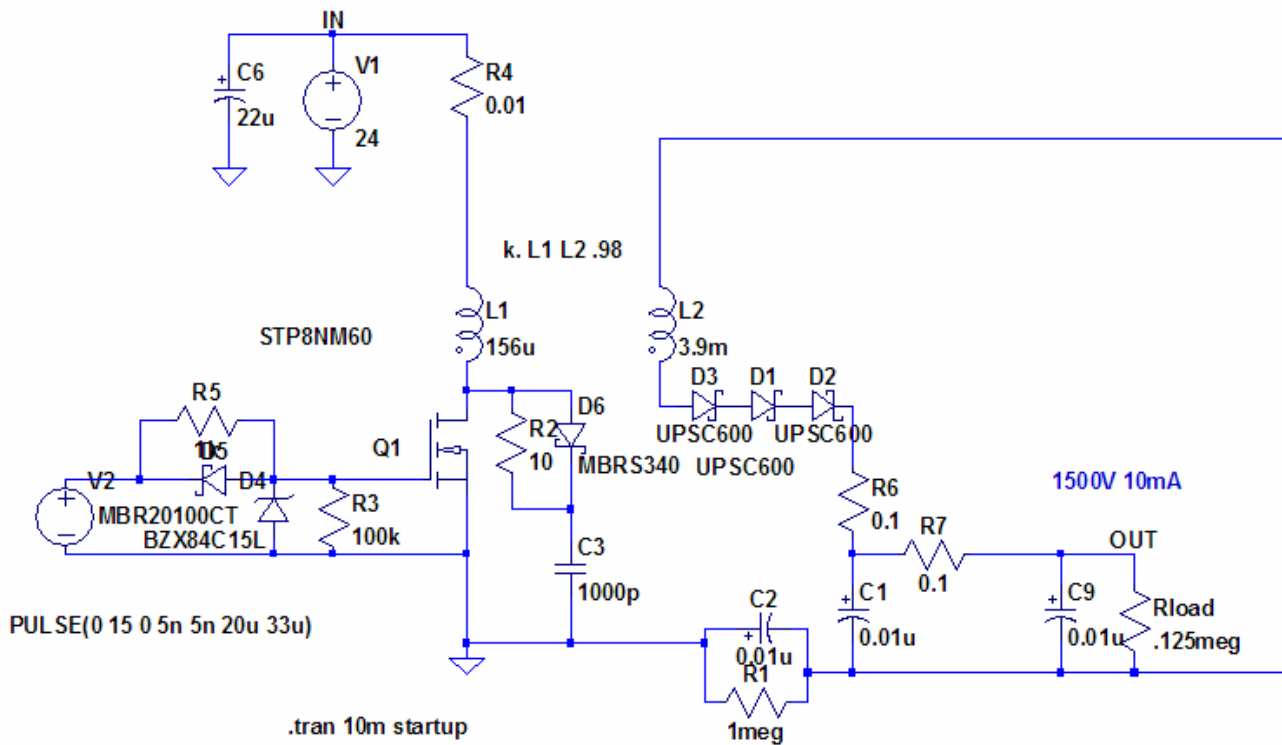 IN
C6
22u
V1
24
R4
0.01
k. L1 L2 .98
L1
156u
L2
3.9m
STP8NM60
D3
D1
D2
UPSC600
UPSC600
UPSC600
R5
D5
D4
V2
MBR20100CT
BZX84C15L
R3
100k
Q1
R2
10
D6
MBRS340
C3
1000p
R6
0.1
R7
0.1
1500V 10mA
OUT
C1
0.01u
C9
0.01u
Rload
.125meg
C2
0.01u
R1
1meg
PULSE(0 15 0 5n 5n 20u 33u)
.tran 10m startup